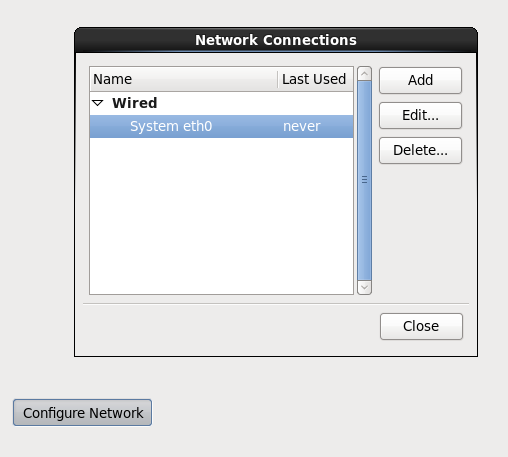 Network Connections
Name Last Used
Wired
System eth0 never
Add
Edit...
Delete...
Close
Configure Network